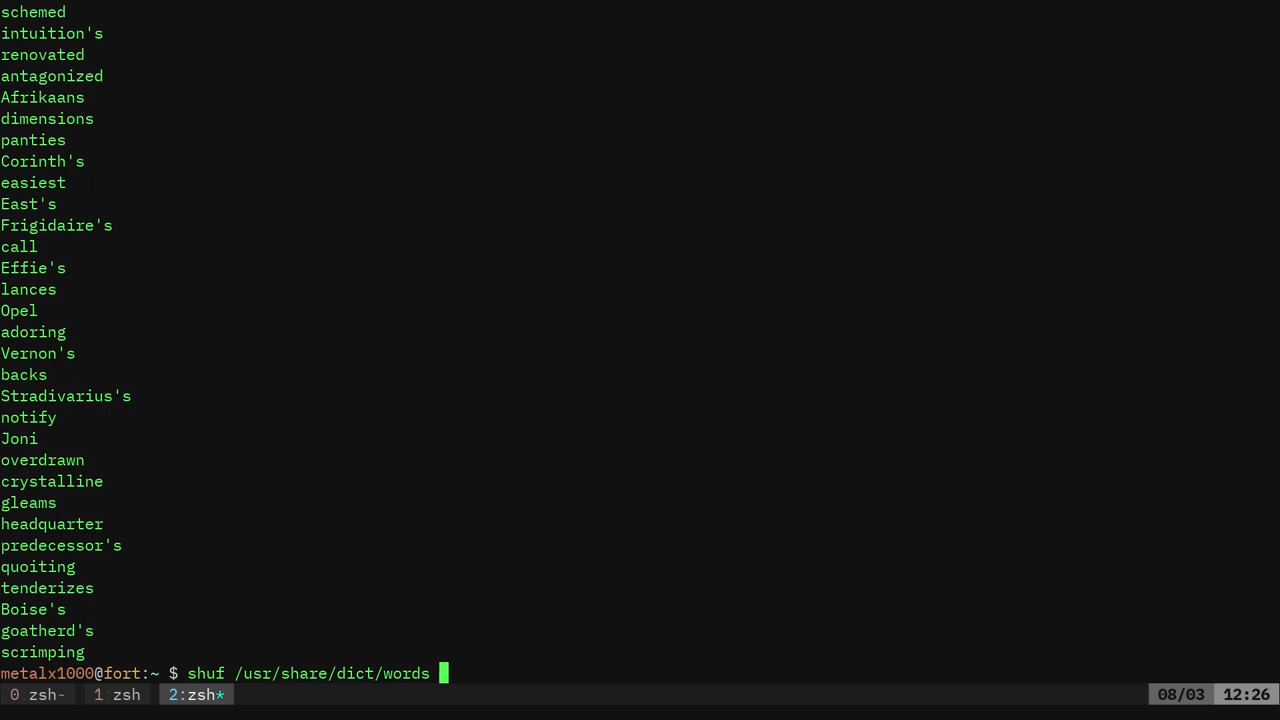 schemed
intuition's
renovated
antagonized
Afrikaans
dimensions
panties
Corinth's
easiest
East's
Frigidaire's
call
Effie's
lances
Opel
adoring
Vernon's
backs
Stradivarius's
notify
Joni
overdrawn
crystalline
gleams
headquarter
predecessor's
quoiting
tenderizes
Boise's
goatherd's
scrimping
metalx1000@fort:~ $ shuf /usr/share/dict/words
0 zsh- 1 zsh 2:zsh* 08/03 12:26